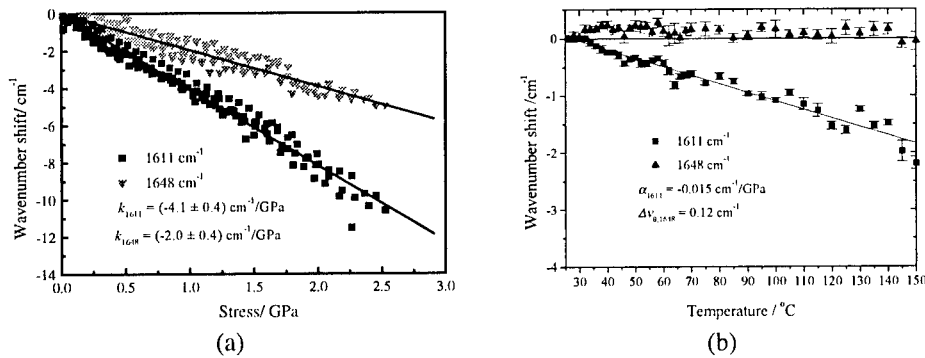 (a)
Wavenumber shift/ cm⁻¹
0
-2
-4
-6
-8
-10
-12
-14
1611 cm⁻¹
1648 cm⁻¹
k₁₆₁₁ = (-4.1 ± 0.4) cm⁻¹/GPa
k₁₆₄₈ = (-2.0 ± 0.4) cm⁻¹/GPa
0.0 0.5 1.0 1.5 2.0 2.5 3.0
Stress/ GPa
(a)
b)
Wavenumber shift /cm⁻¹
1
0
-1
-2
-3
-4
1611 cm⁻¹
1648 cm⁻¹
α₁₆₁₁ = -0.015 cm⁻¹/GPa
Δν₀,₁₆₄₈ = 0.12 cm⁻¹
30 40 50 60 70 80 90 100 110 120 130 140 150
Temperature / °C
(b)